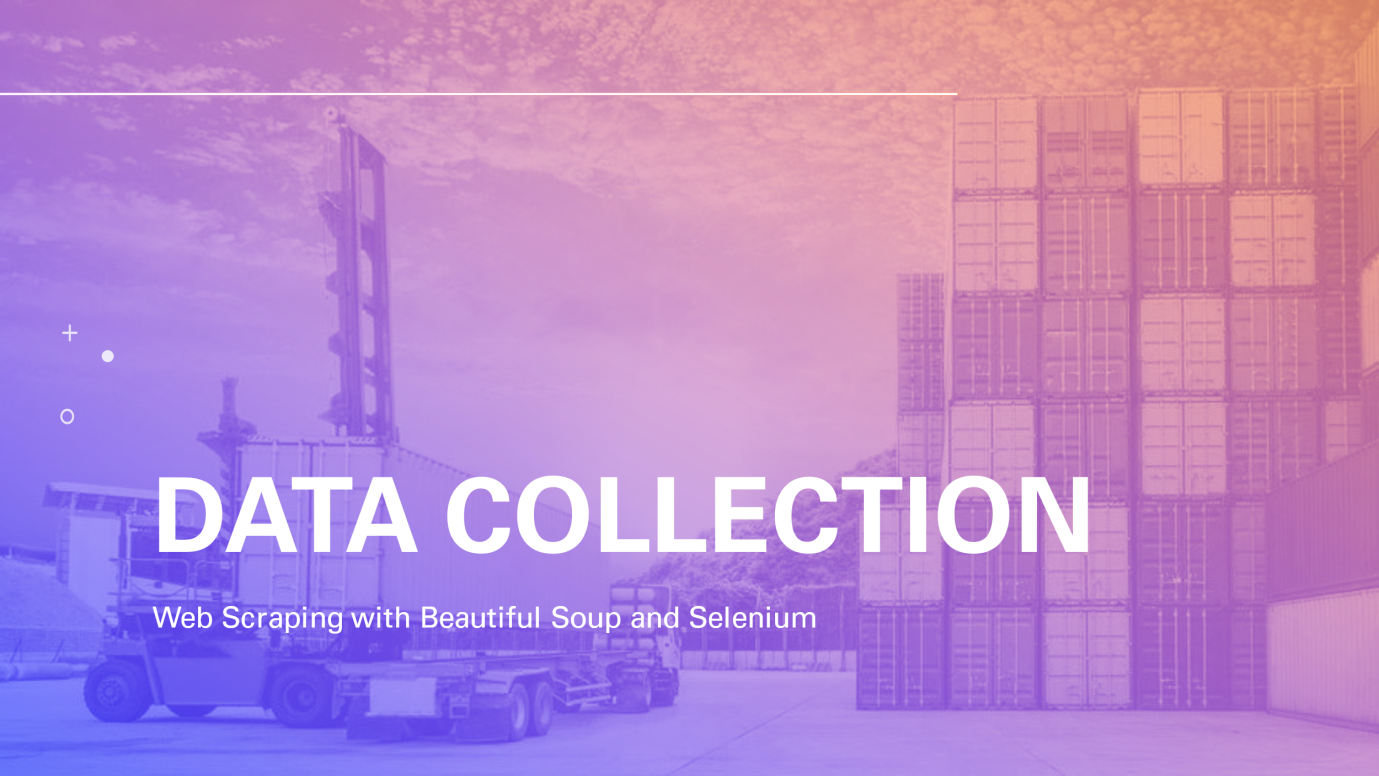 DATA COLLECTION
Web Scraping with Beautiful Soup and Selenium